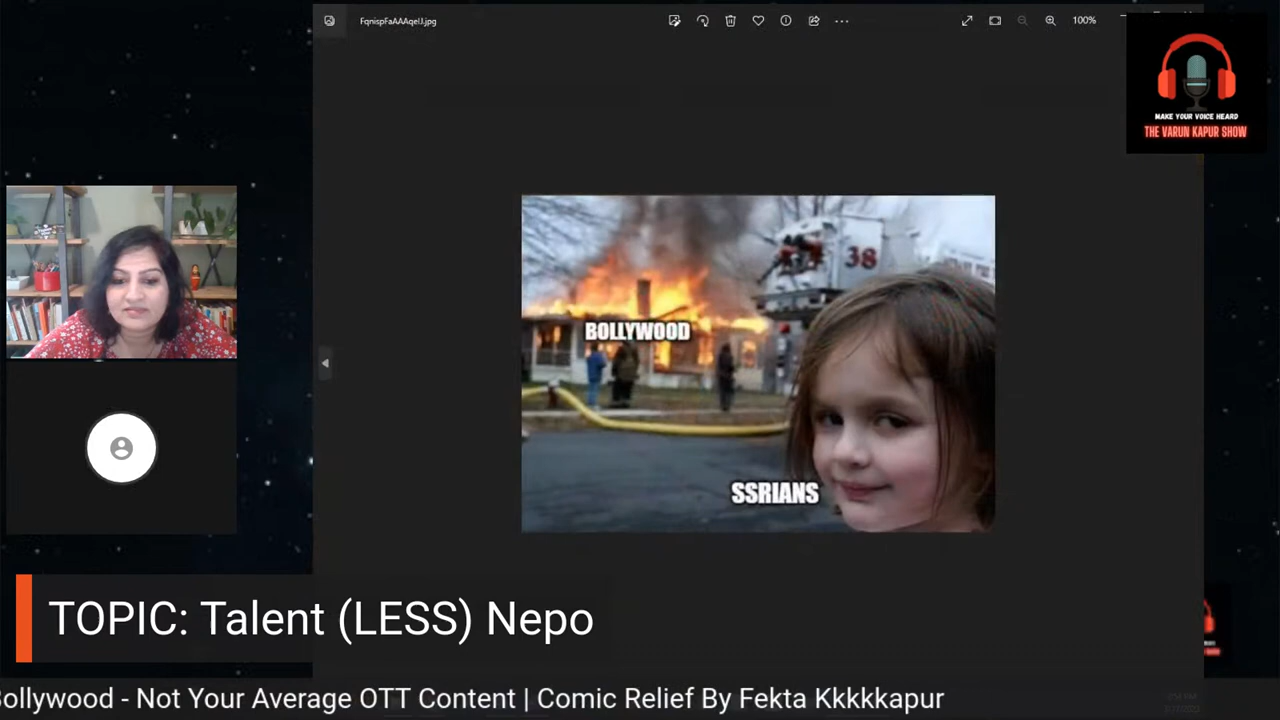 FqnispFaAAAqelJ.jpg
100%
MAKE YOUR VOICE HEARD
THE VARUN KAPUR SHOW
38
BOLLYWOOD
SSRIANS
TOPIC: Talent (LESS) Nepo
Bollywood - Not Your Average OTT Content | Comic Relief By Fekta Kkkkkapur